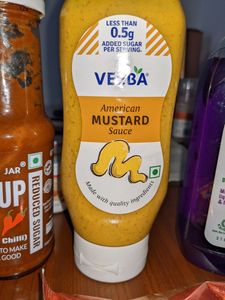 LESS THAN
0.5g
ADDED SUGAR
PER SERVING.
VEEBA
American
MUSTARD
Sauce
Made with quality ingredients
JAR
UP
REDUCED SUGAR
Chilli)
TO MAKE
GOOD